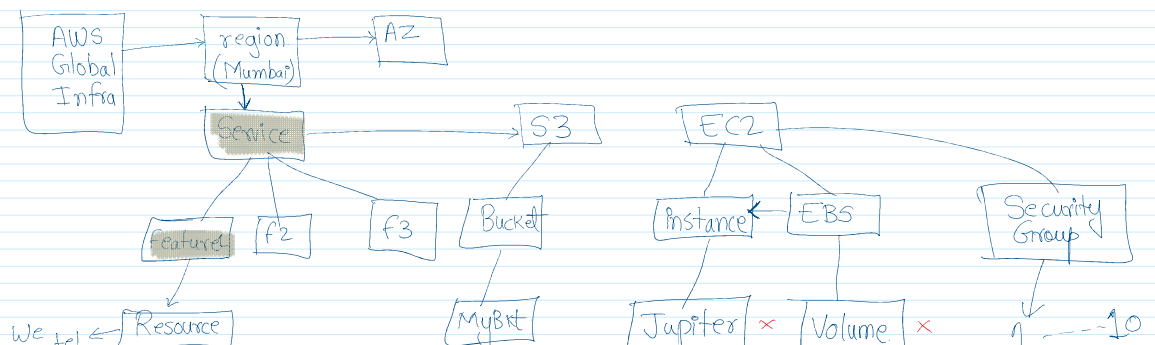 AWS
Global
Infra
region
(Mumbai)
AZ
Service
S3
EC2
Feature1
F2
F3
Bucket
instance
EBS
Security
Group
Resource
MyBkt
Jupiter x
Volume x
We
1 ----10